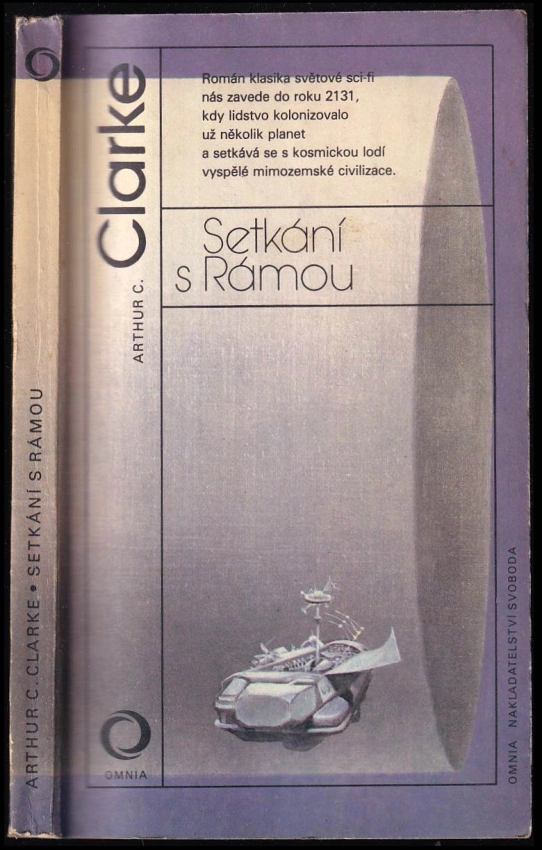 Román klasika světové sci-fi
nás zavede do roku 2131,
kdy lidstvo kolonizovalo
už několik planet
a setkává se s kosmickou lodí
vyspělé mimozemské civilizace.
ARTHUR C. Clarke
Setkání
s Rámou
OMNIA
OMNIA NAKLADATELSTVÍ SVOBODA
ARTHUR C. CLARKE • SETKÁNÍ S RÁMOU